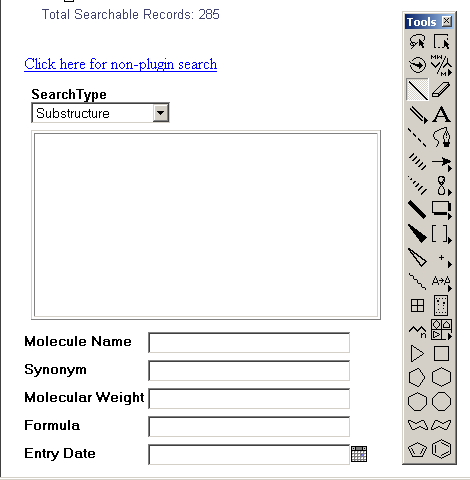 Total Searchable Records: 285
Tools
Click here for non-plugin search
MW
M
SearchType
Substructure
A
A→A
n
Molecule Name
Synonym
Molecular Weight
Formula
Entry Date